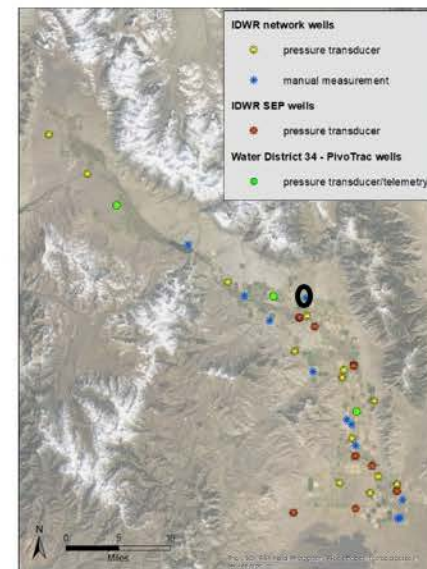 IDWR network wells
pressure transducer
manual measurement
IDWR SEP wells
pressure transducer
Water District 34 - PivoTrac wells
pressure transducer/telemetry
N
0 5 10
Miles